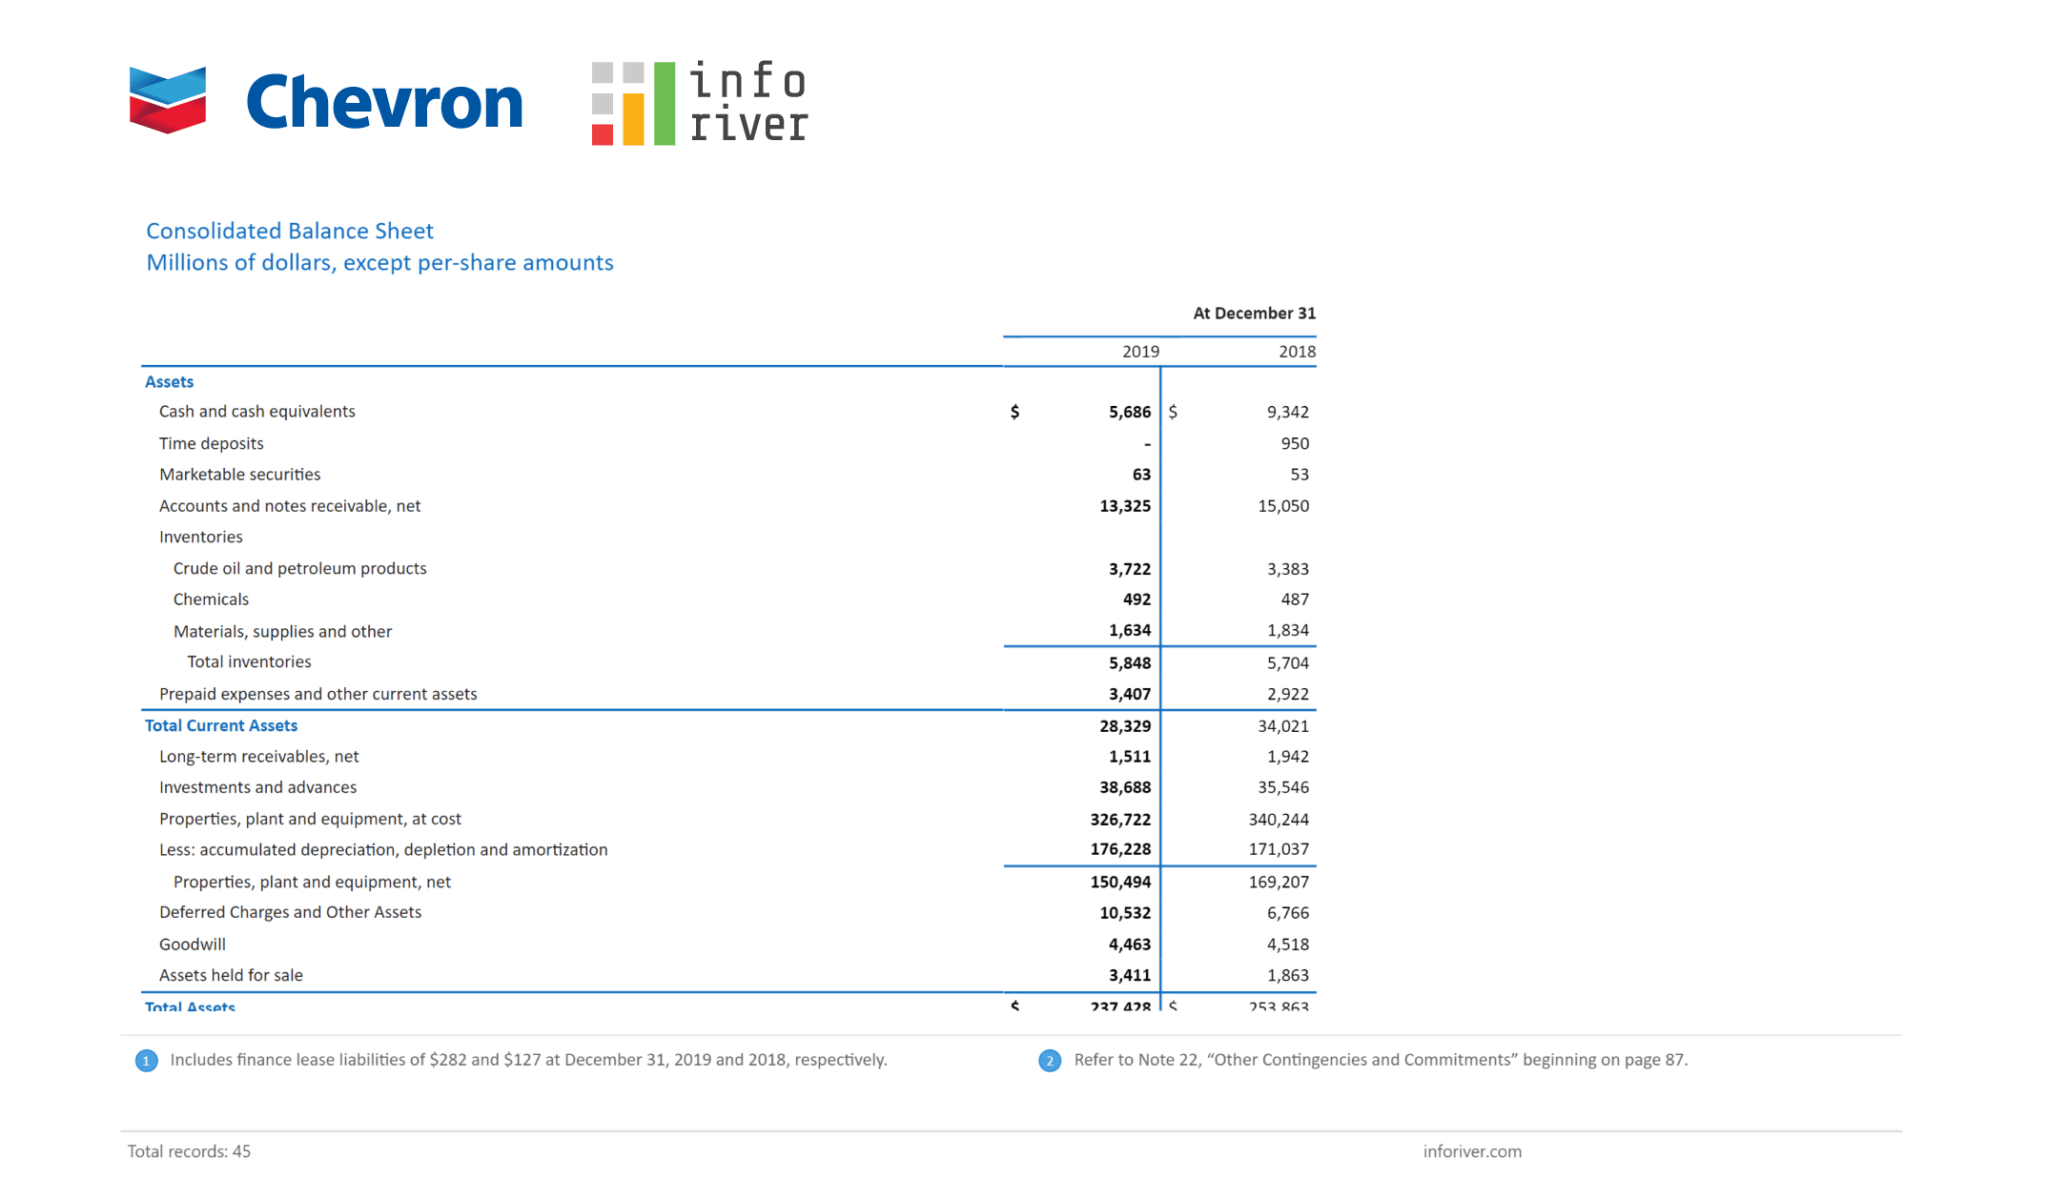 Chevron
info
river
Consolidated Balance Sheet
Millions of dollars, except per-share amounts
At December 31
2019 2018
Assets
Cash and cash equivalents $ 5,686 $ 9,342
Time deposits - 950
Marketable securities 63 53
Accounts and notes receivable, net 13,325 15,050
Inventories
Crude oil and petroleum products 3,722 3,383
Chemicals 492 487
Materials, supplies and other 1,634 1,834
Total inventories 5,848 5,704
Prepaid expenses and other current assets 3,407 2,922
Total Current Assets 28,329 34,021
Long-term receivables, net 1,511 1,942
Investments and advances 38,688 35,546
Properties, plant and equipment, at cost 326,722 340,244
Less: accumulated depreciation, depletion and amortization 176,228 171,037
Properties, plant and equipment, net 150,494 169,207
Deferred Charges and Other Assets 10,532 6,766
Goodwill 4,463 4,518
Assets held for sale 3,411 1,863
Total Assets $ 237,428 $ 253,863
1 Includes finance lease liabilities of $282 and $127 at December 31, 2019 and 2018, respectively.
2 Refer to Note 22, “Other Contingencies and Commitments” beginning on page 87.
Total records: 45
inforiver.com